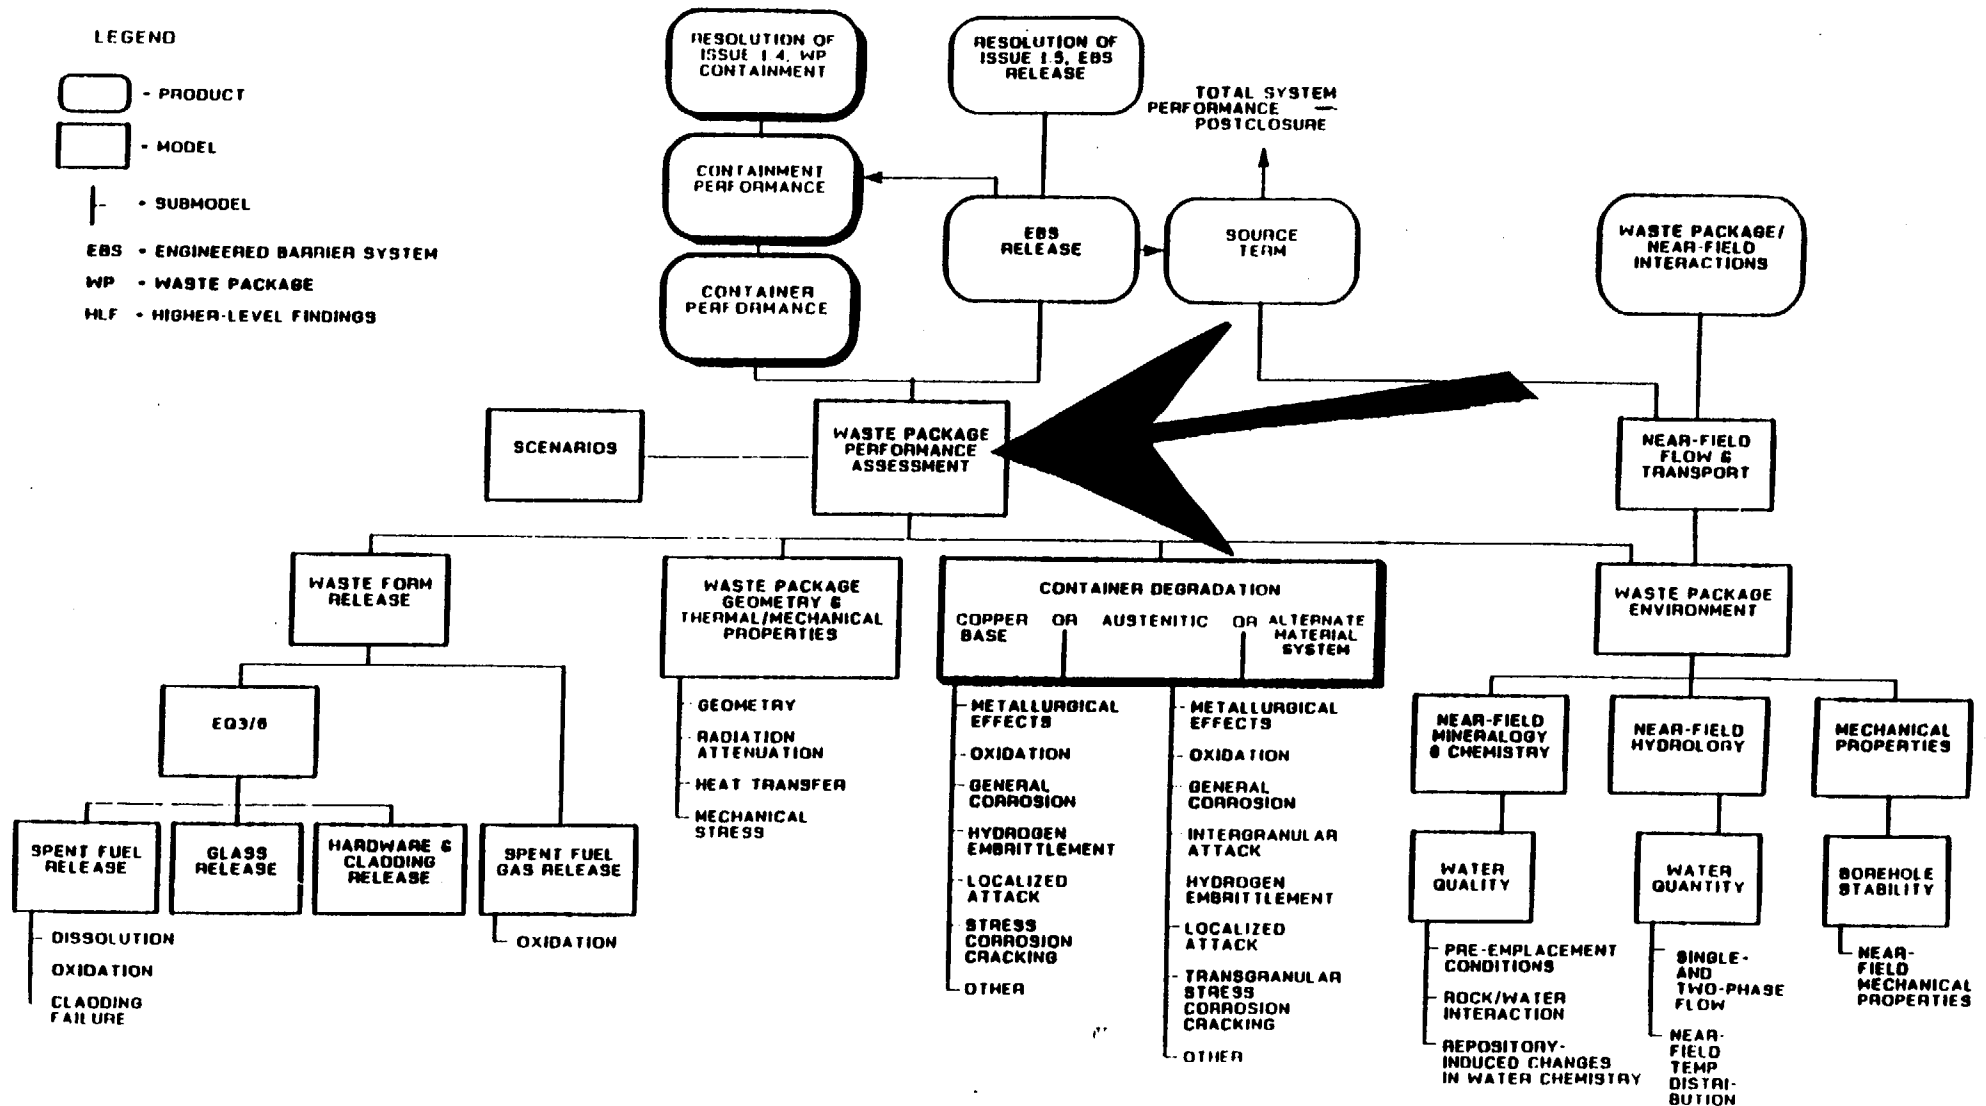 LEGEND
- PRODUCT
- MODEL
- SUBMODEL
EBS - ENGINEERED BARRIER SYSTEM
WP - WASTE PACKAGE
HLF - HIGHER-LEVEL FINDINGS
RESOLUTION OF
ISSUE 1.4, WP
CONTAINMENT
RESOLUTION OF
ISSUE 1.5, EBS
RELEASE
TOTAL SYSTEM
PERFORMANCE —
POSTCLOSURE
CONTAINMENT
PERFORMANCE
EBS
RELEASE
SOURCE
TERM
WASTE PACKAGE/
NEAR-FIELD
INTERACTIONS
CONTAINER
PERFORMANCE
SCENARIOS
WASTE PACKAGE
PERFORMANCE
ASSESSMENT
NEAR-FIELD
FLOW &
TRANSPORT
WASTE FORM
RELEASE
WASTE PACKAGE
GEOMETRY &
THERMAL/MECHANICAL
PROPERTIES
CONTAINER DEGRADATION
COPPER
BASE
OR
AUSTENITIC
OR
ALTERNATE
MATERIAL
SYSTEM
WASTE PACKAGE
ENVIRONMENT
EQ3/6
SPENT FUEL
RELEASE
GLASS
RELEASE
HARDWARE &
CLADDING
RELEASE
SPENT FUEL
GAS RELEASE
DISSOLUTION
OXIDATION
CLADDING
FAILURE
OXIDATION
GEOMETRY
RADIATION
ATTENUATION
HEAT TRANSFER
MECHANICAL
STRESS
METALLURGICAL
EFFECTS
OXIDATION
GENERAL
CORROSION
HYDROGEN
EMBRITTLEMENT
LOCALIZED
ATTACK
STRESS
CORROSION
CRACKING
OTHER
METALLURGICAL
EFFECTS
OXIDATION
GENERAL
CORROSION
INTERGRANULAR
ATTACK
HYDROGEN
EMBRITTLEMENT
LOCALIZED
ATTACK
TRANSGRANULAR
STRESS
CORROSION
CRACKING
OTHER
NEAR-FIELD
MINERALOGY
& CHEMISTRY
NEAR-FIELD
HYDROLOGY
MECHANICAL
PROPERTIES
WATER
QUALITY
WATER
QUANTITY
BOREHOLE
STABILITY
PRE-EMPLACEMENT
CONDITIONS
ROCK/WATER
INTERACTION
REPOSITORY-
INDUCED CHANGES
IN WATER CHEMISTRY
SINGLE-
AND
TWO-PHASE
FLOW
NEAR-
FIELD
TEMP
DISTRI-
BUTION
NEAR-
FIELD
MECHANICAL
PROPERTIES